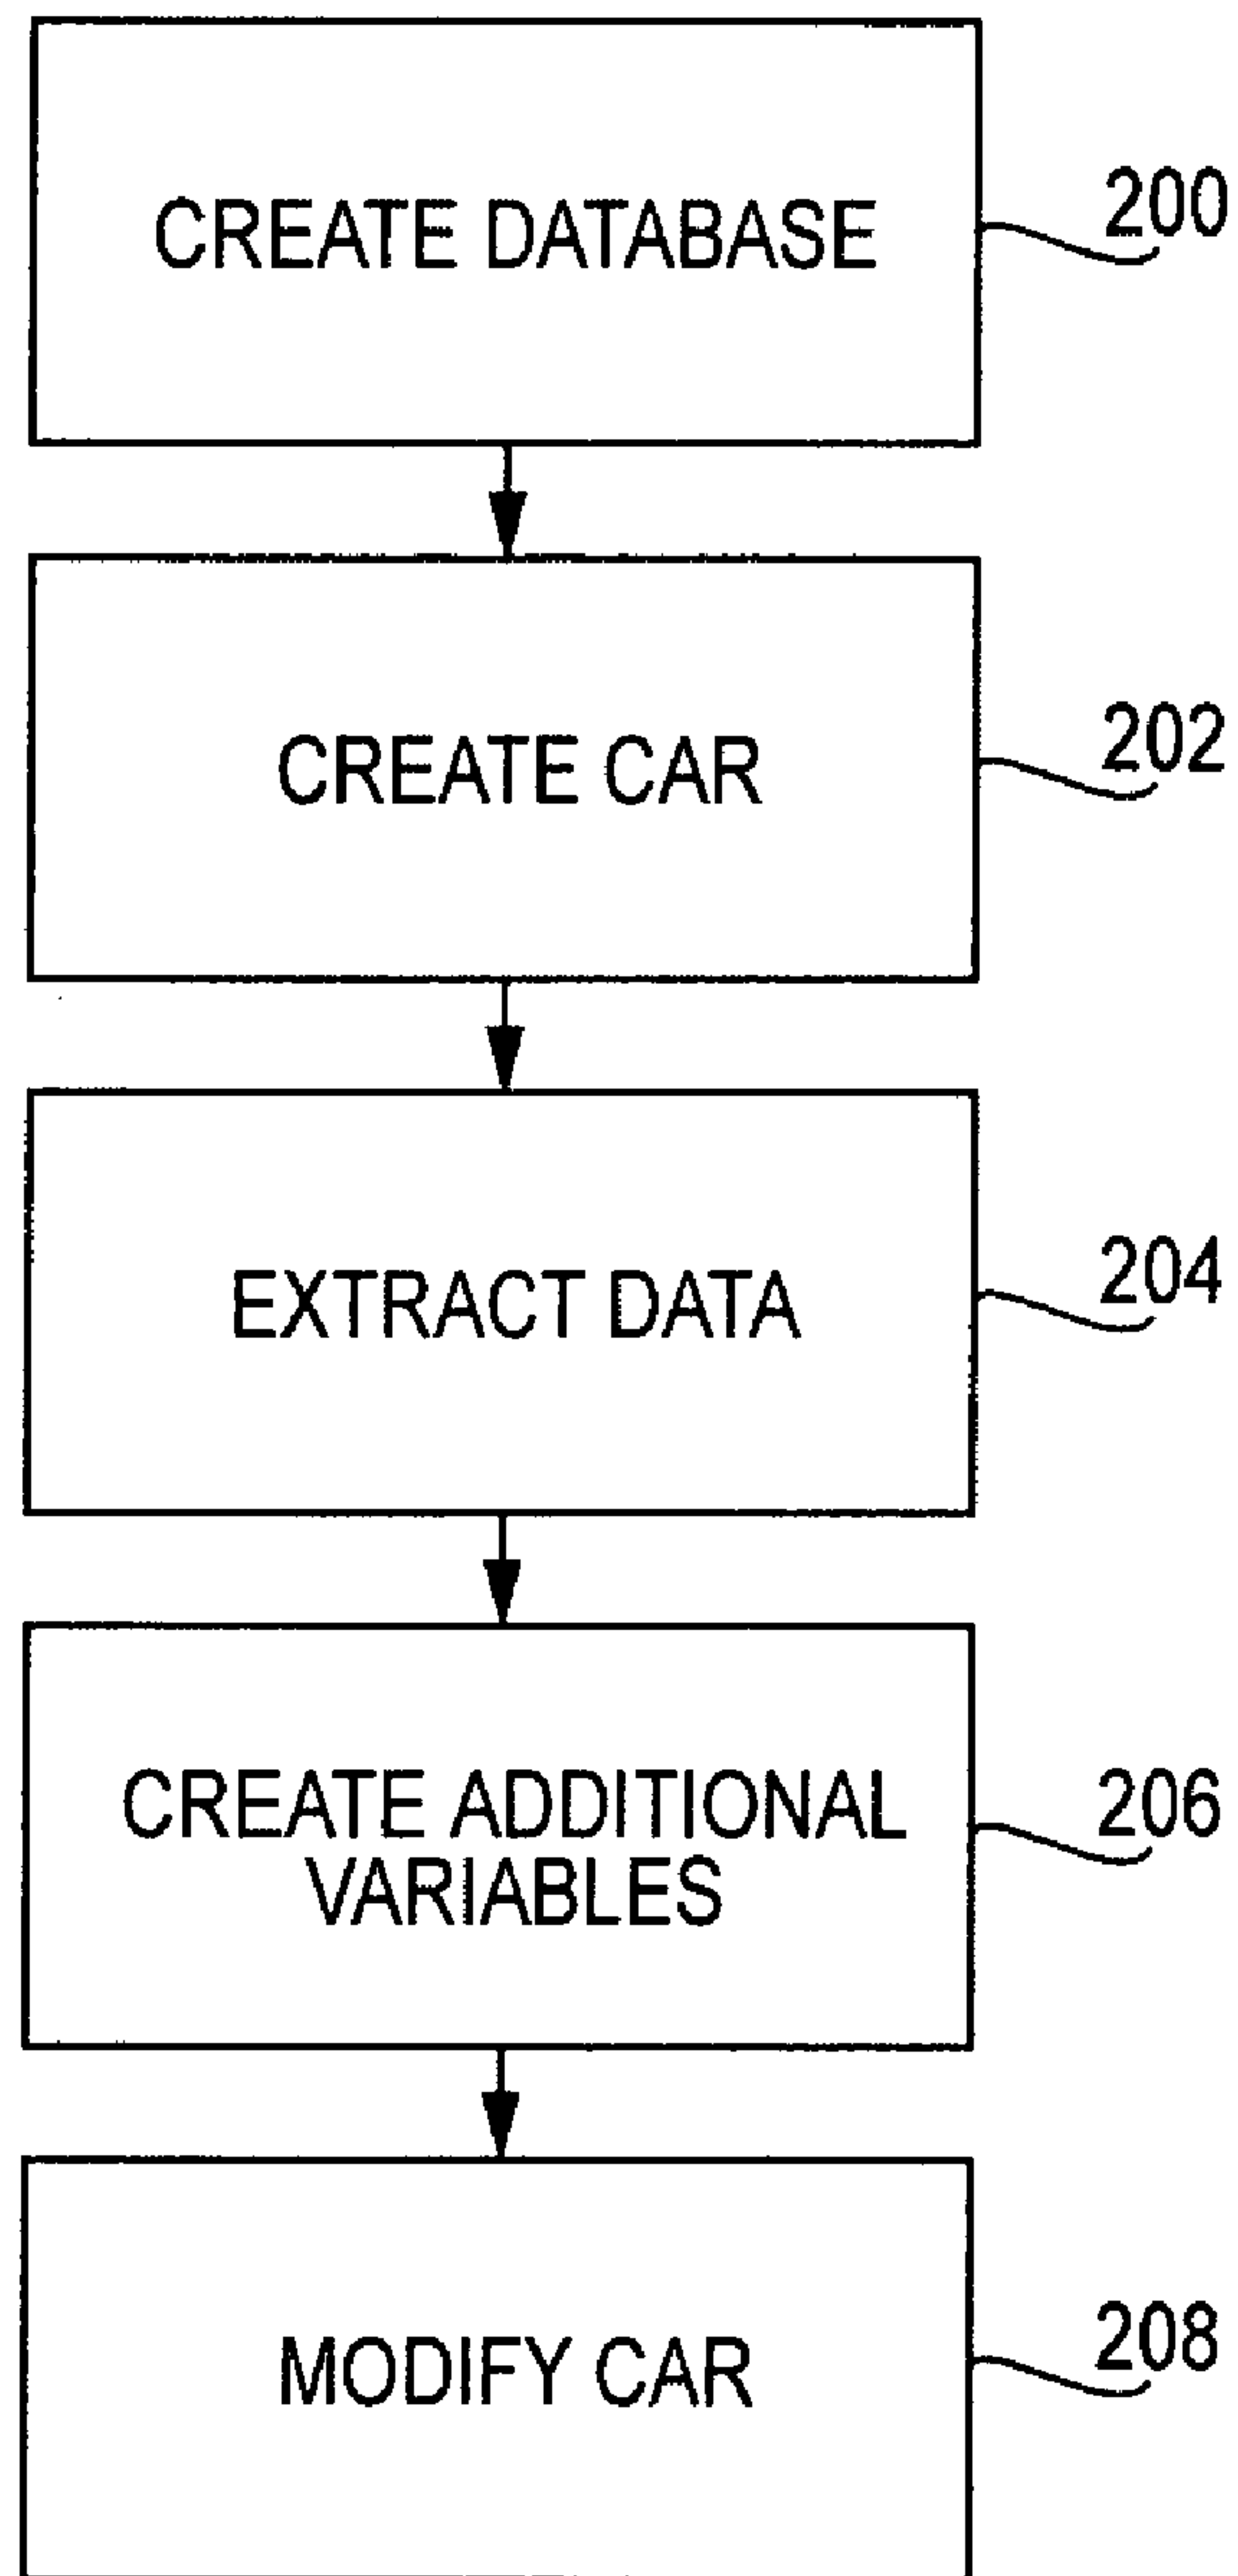 CREATE DATABASE
200
CREATE CAR
202
EXTRACT DATA
204
CREATE ADDITIONAL
VARIABLES
206
MODIFY CAR
208